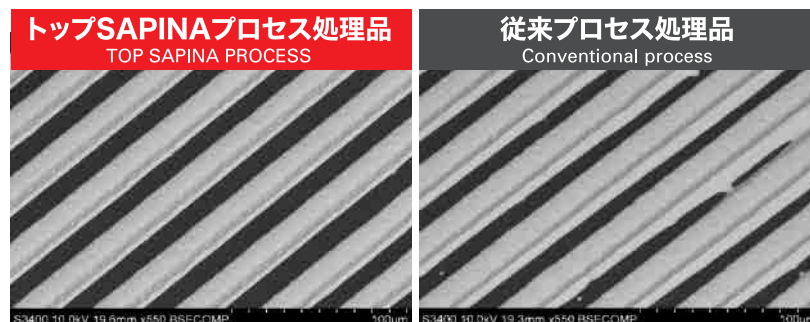 トップSAPINAプロセス処理品
TOP SAPINA PROCESS
従来プロセス処理品
Conventional process
S3400 10.0kV 19.6mm x550 BSECOMP 100um
S3400 10.0kV 19.3mm x550 BSECOMP 100um